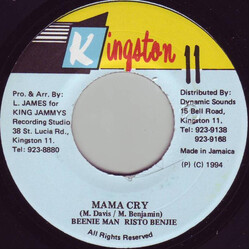 Kingston 11
Pro. & Arr. By:
L. JAMES for
KING JAMMYS
Recording Studio
38 St. Lucia Rd.,
Kingston 11.
Tel: 923-8880
Distributed By:
Dynamic Sounds
15 Bell Road,
Kingston 11.
Tel: 923-9138
923-9168
Made in Jamaica
(P) (C) 1994
MAMA CRY
(M. Davis / M. Benjamin)
BEENIE MAN RISTO BENJIE
All Rights Reserved